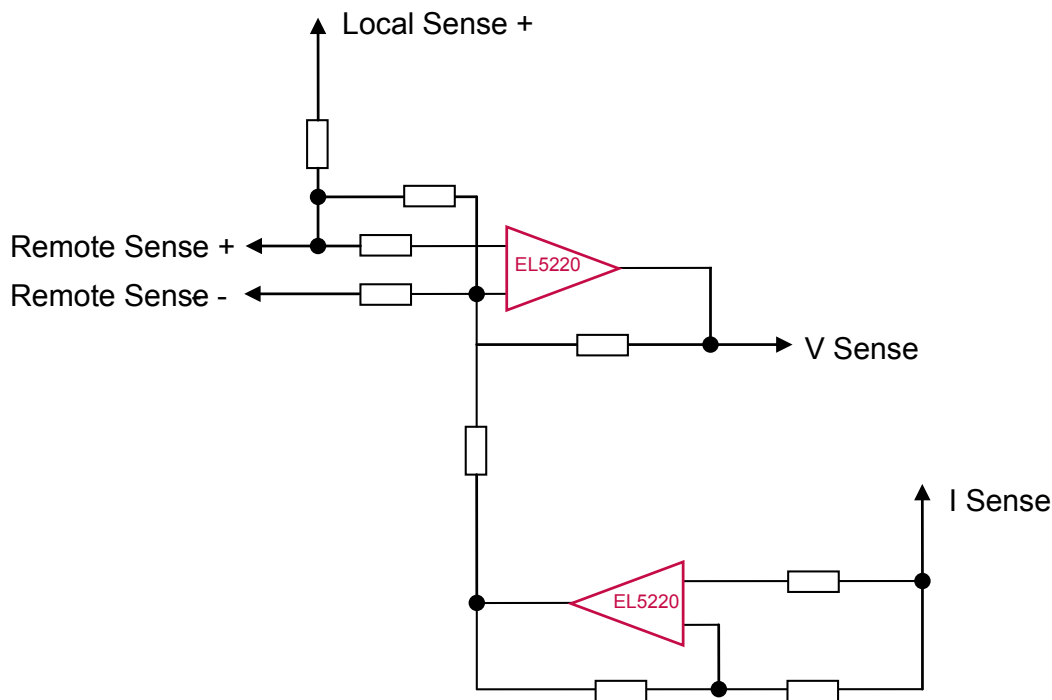 Local Sense +
Remote Sense +
EL5220
Remote Sense -
V Sense
I Sense
EL5220